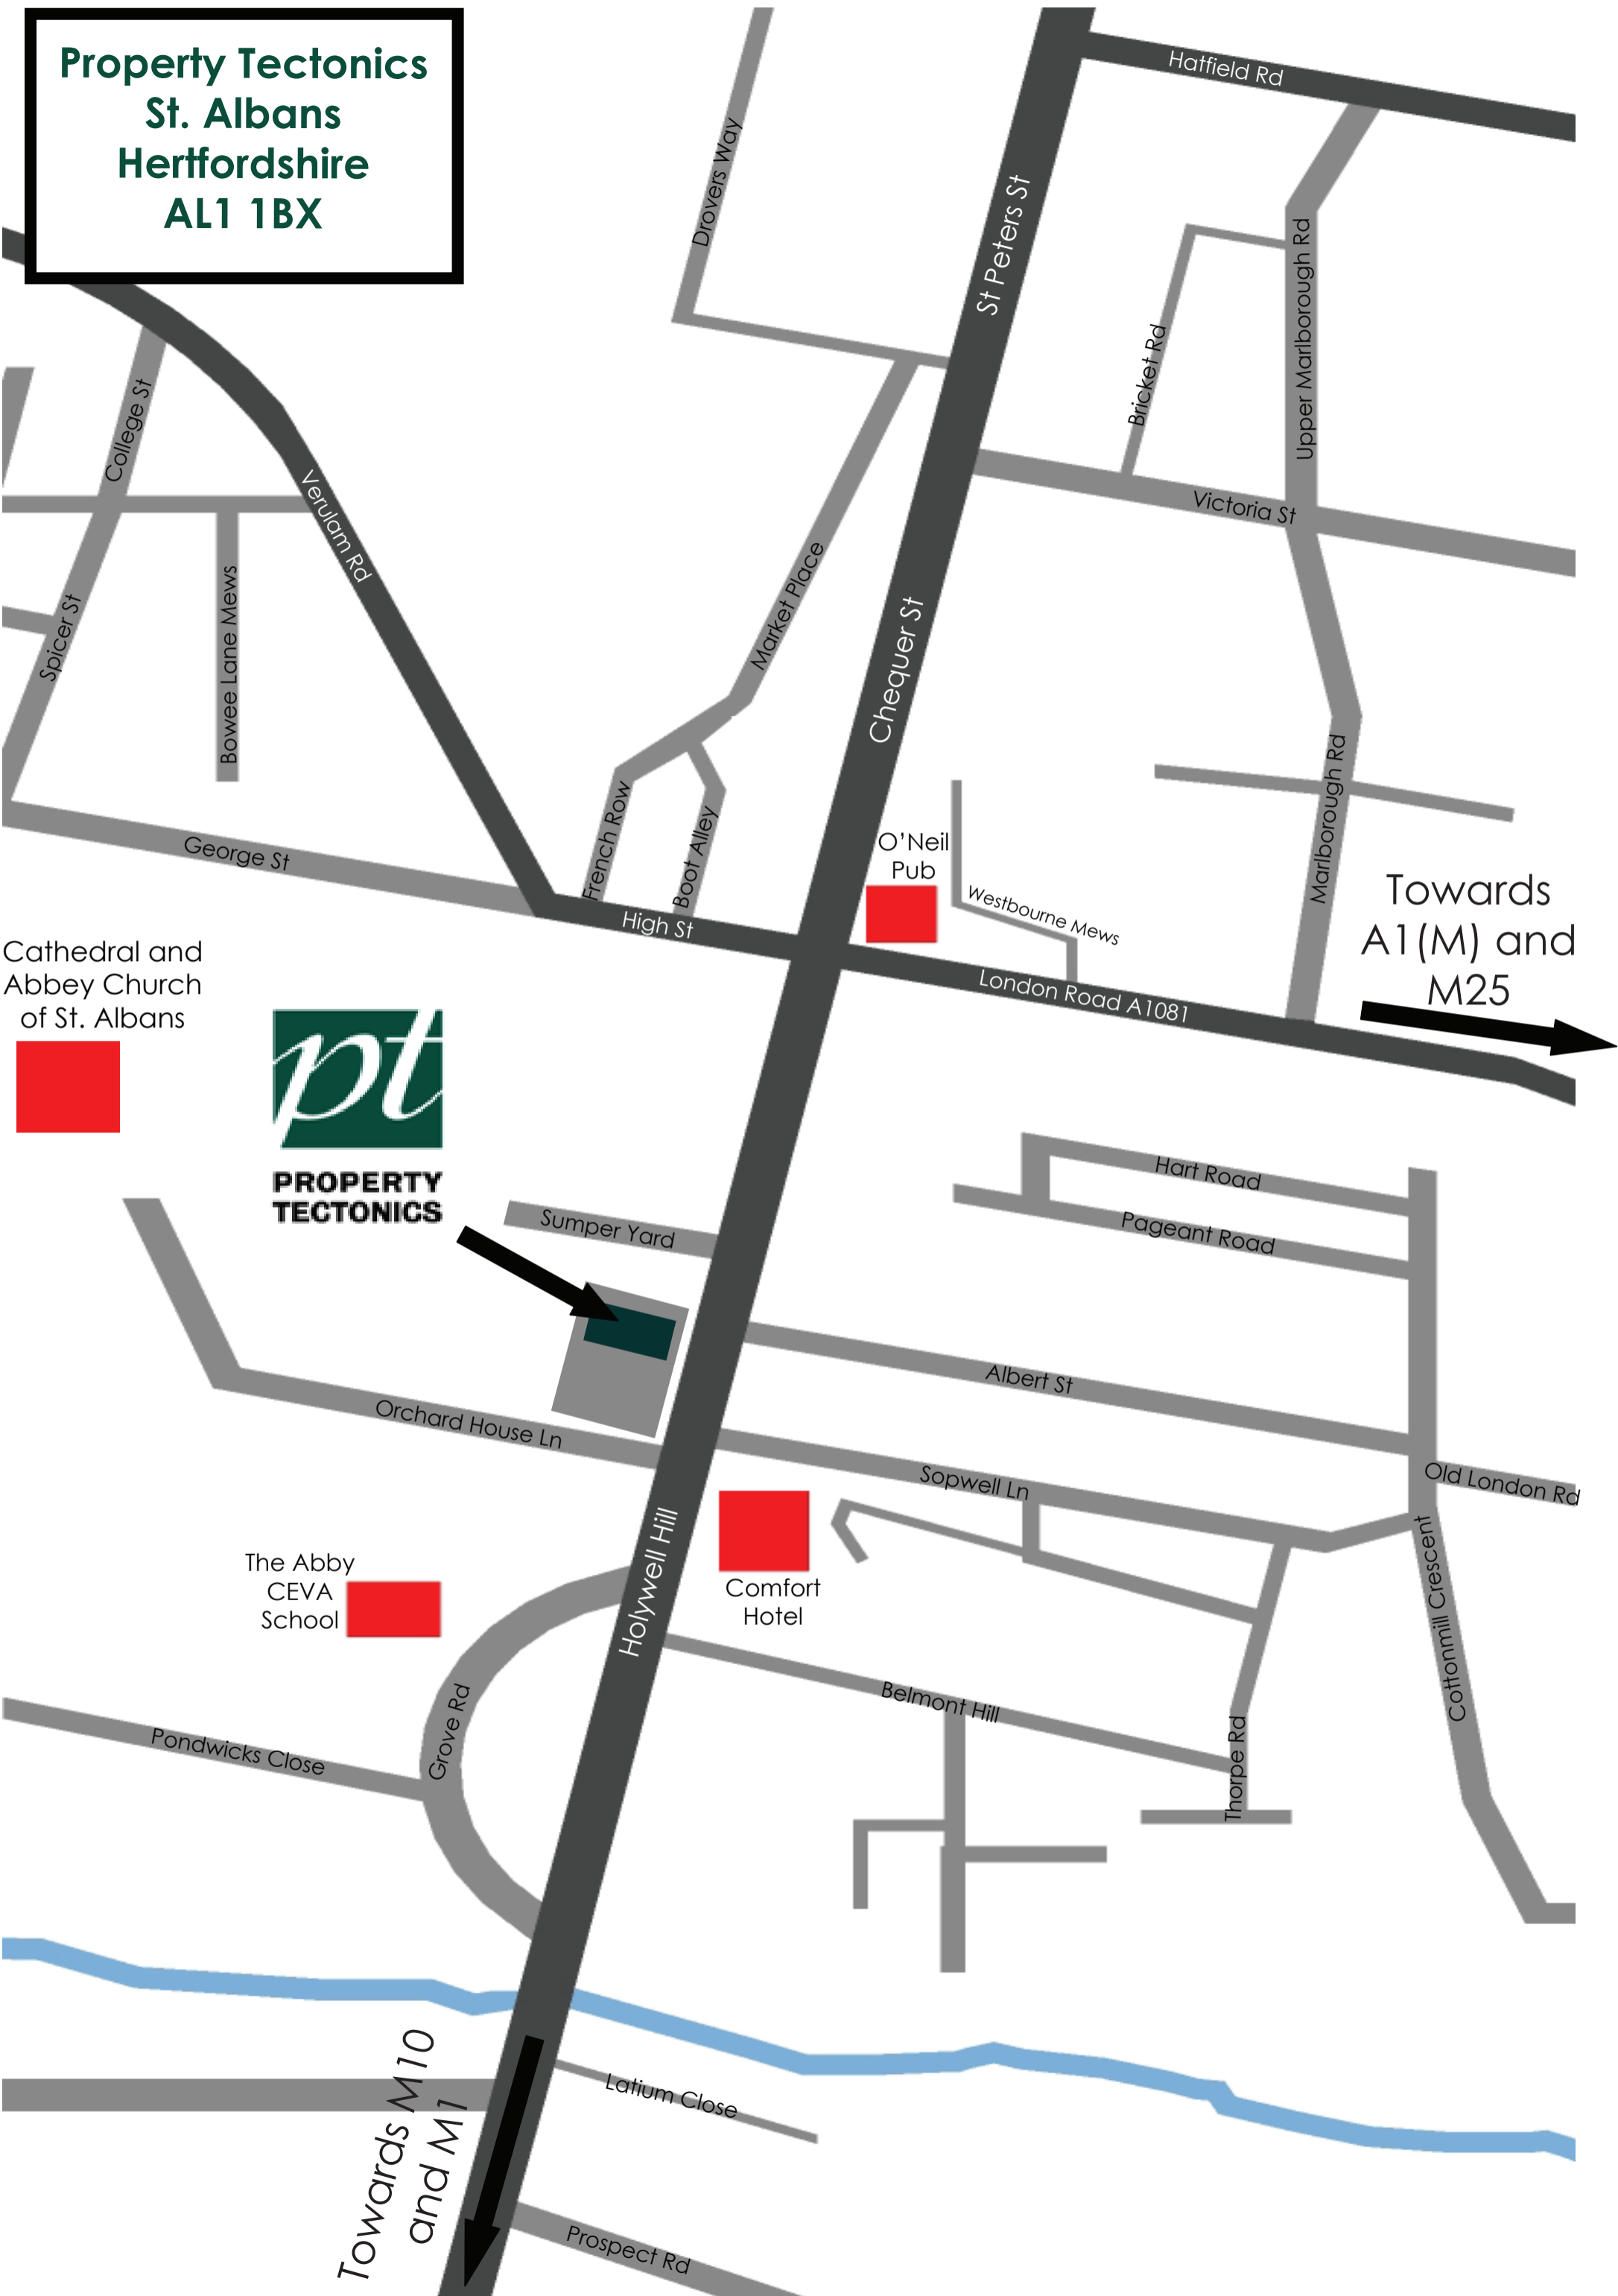 Property Tectonics
St. Albans
Hertfordshire
AL1 1BX
Hatfield Rd
Drovers Way
St Peters St
Upper Marlborough Rd
Bricket Rd
College St
Verulam Rd
Victoria St
Market Place
Spicer St
Bowee Lane Mews
Chequer St
Marlborough Rd
French Row
Boot Alley
George St
O'Neil
Pub
Westbourne Mews
High St
Towards
A1(M) and
M25
London Road A1081
Cathedral and
Abbey Church
of St. Albans
pt
PROPERTY
TECTONICS
Hart Road
Pageant Road
Sumper Yard
Albert St
Orchard House Ln
Sopwell Ln
Old London Rd
Holywell Hill
Comfort
Hotel
The Abby
CEVA
School
Cottonmill Crescent
Belmont Hill
Grove Rd
Pondwicks Close
Thorpe Rd
Towards M10
and M1
Latium Close
Prospect Rd